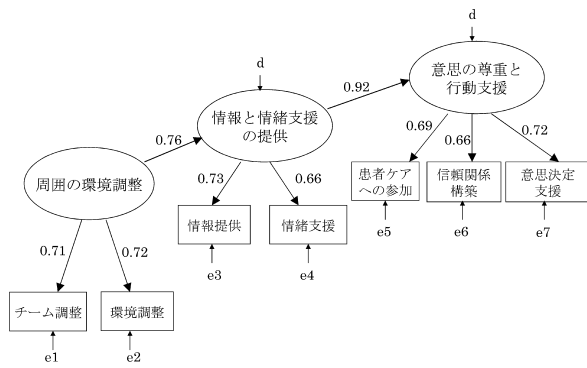 d
意思の尊重と
行動支援
0.92
d
情報と情緒支援
の提供
0.69
0.66
0.72
0.76
患者ケア
への参加
信頼関係
構築
意思決定
支援
周囲の環境調整
0.73
0.66
情報提供
情緒支援
e5
e6
e7
0.71
0.72
e3
e4
チーム調整
環境調整
e1
e2